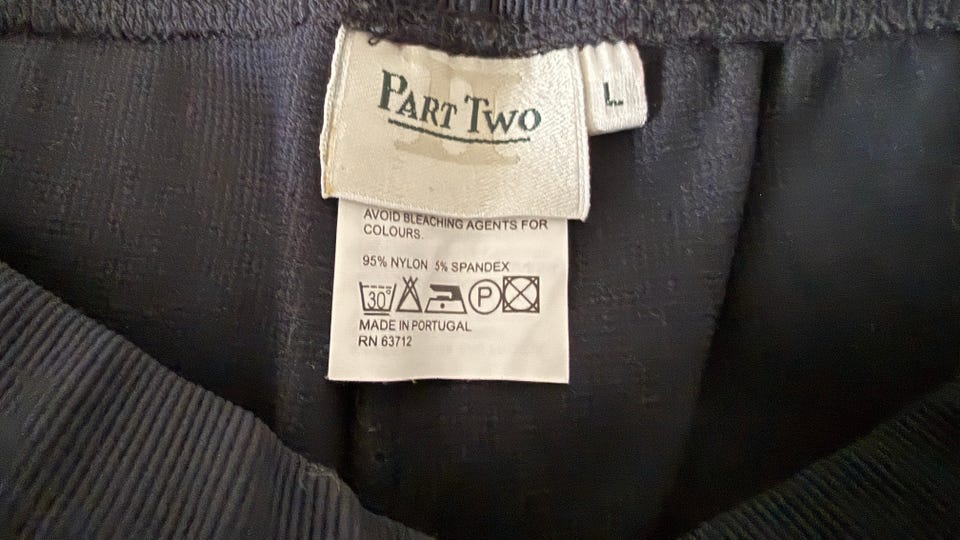 PART TWO
L
AVOID BLEACHING AGENTS FOR
COLOURS.
95% NYLON 5% SPANDEX
30° P
MADE IN PORTUGAL
RN 63712